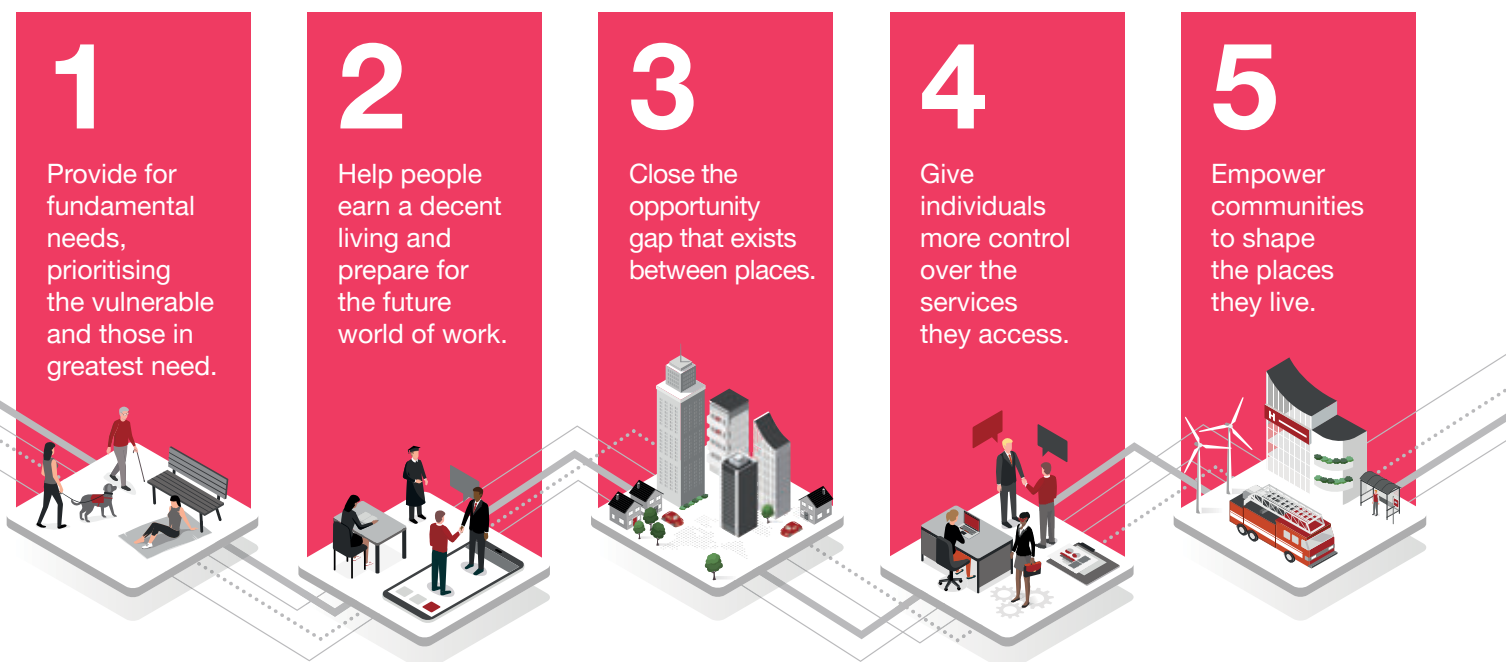 1
Provide for
fundamental
needs,
prioritising
the vulnerable
and those in
greatest need.
2
Help people
earn a decent
living and
prepare for
the future
world of work.
3
Close the
opportunity
gap that exists
between places.
4
Give
individuals
more control
over the
services
they access.
5
Empower
communities
to shape
the places
they live.
H